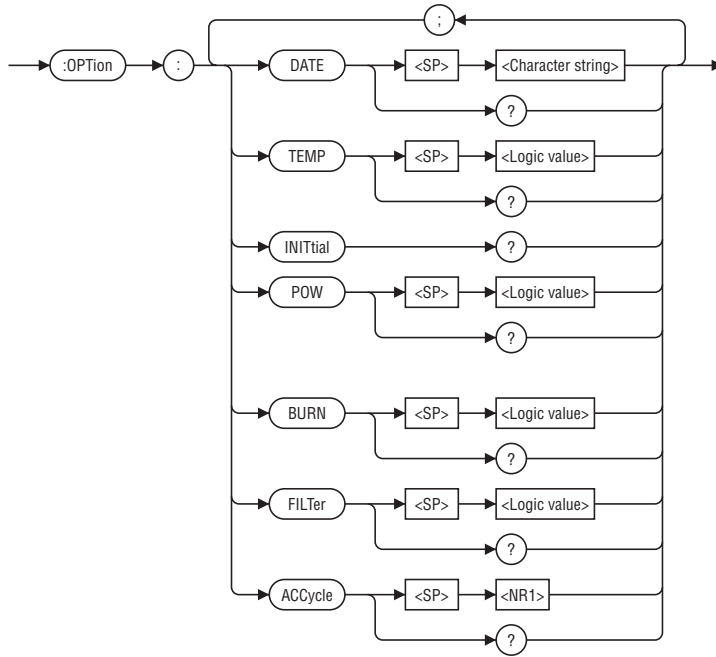 ;
:OPTion : DATE <SP> <Character string>
?
TEMP <SP> <Logic value>
?
INITtial ?
POW <SP> <Logic value>
?
BURN <SP> <Logic value>
?
FILTer <SP> <Logic value>
?
ACCycle <SP> <NR1>
?